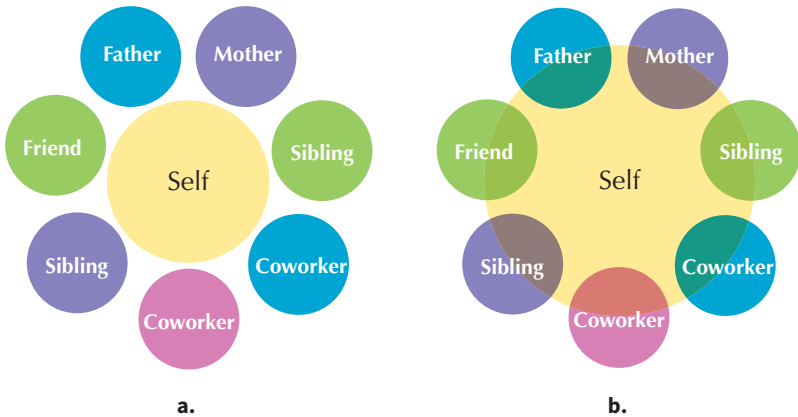 Father
Mother
Friend
Self
Sibling
Sibling
Coworker
Coworker
a.
Father
Mother
Friend
Self
Sibling
Sibling
Coworker
Coworker
b.